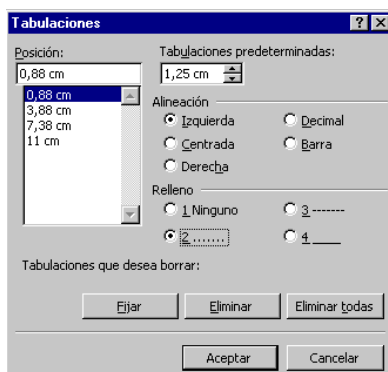 Tabulaciones
Posición:
Tabulaciones predeterminadas:
0,88 cm
1,25 cm
0,88 cm
3,88 cm
7,38 cm
11 cm
Alineación
Izquierda
Decimal
Centrada
Barra
Derecha
Relleno
1 Ninguno
3 -------
2 .......
4 ____
Tabulaciones que desea borrar:
Fijar
Eliminar
Eliminar todas
Aceptar
Cancelar